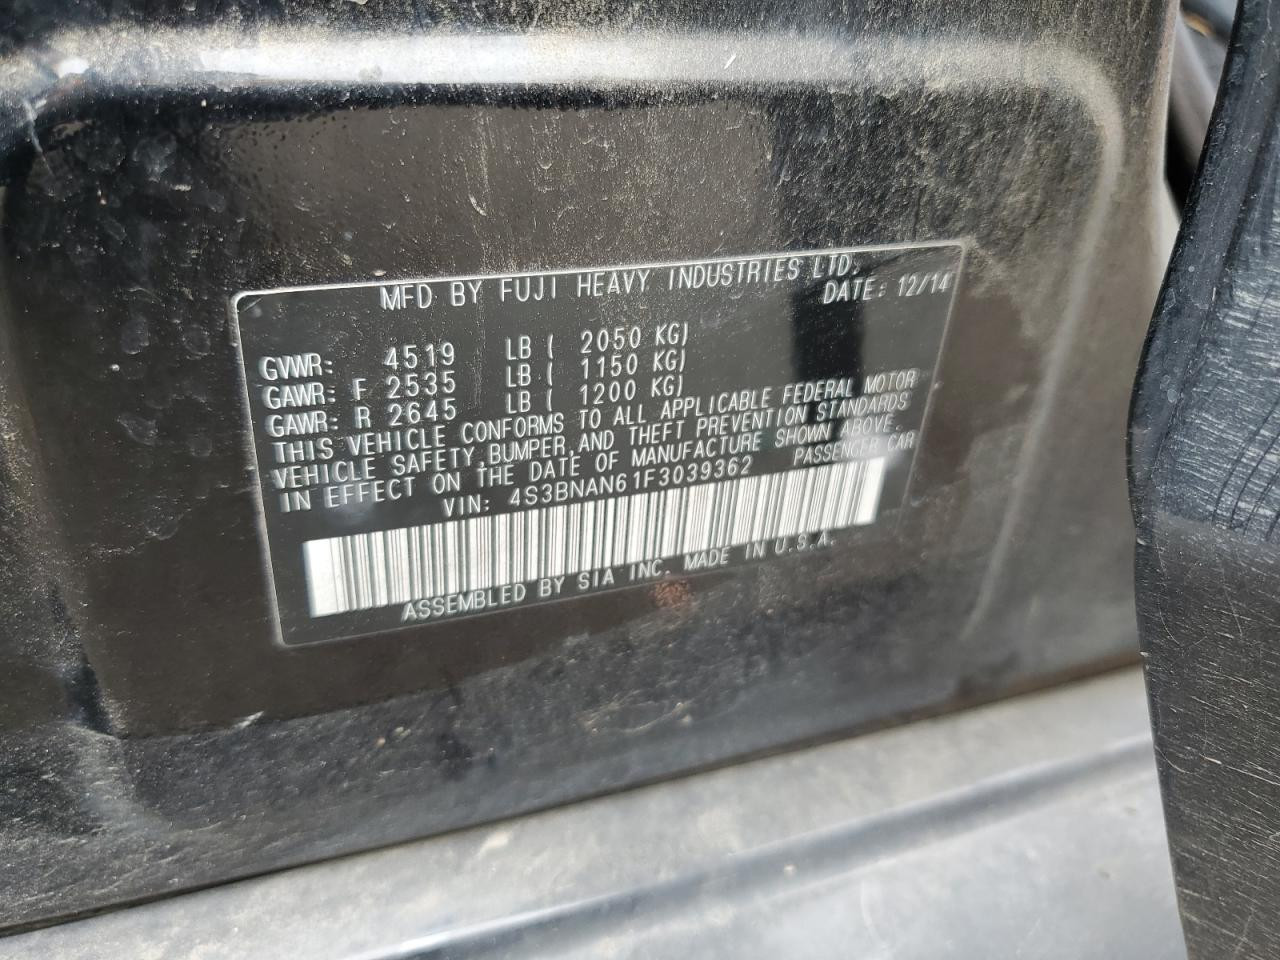 MFD BY FUJI HEAVY INDUSTRIES LTD.
DATE: 12/14
GVWR: 4519 LB ( 2050 KG)
GAWR: F 2535 LB ( 1150 KG)
GAWR: R 2645 LB ( 1200 KG)
THIS VEHICLE CONFORMS TO ALL APPLICABLE FEDERAL MOTOR
VEHICLE SAFETY,BUMPER,AND THEFT PREVENTION STANDARDS
IN EFFECT ON THE DATE OF MANUFACTURE SHOWN ABOVE.
VIN: 4S3BNAN61F3039362 PASSENGER CAR
ASSEMBLED BY SIA INC. MADE IN U.S.A.